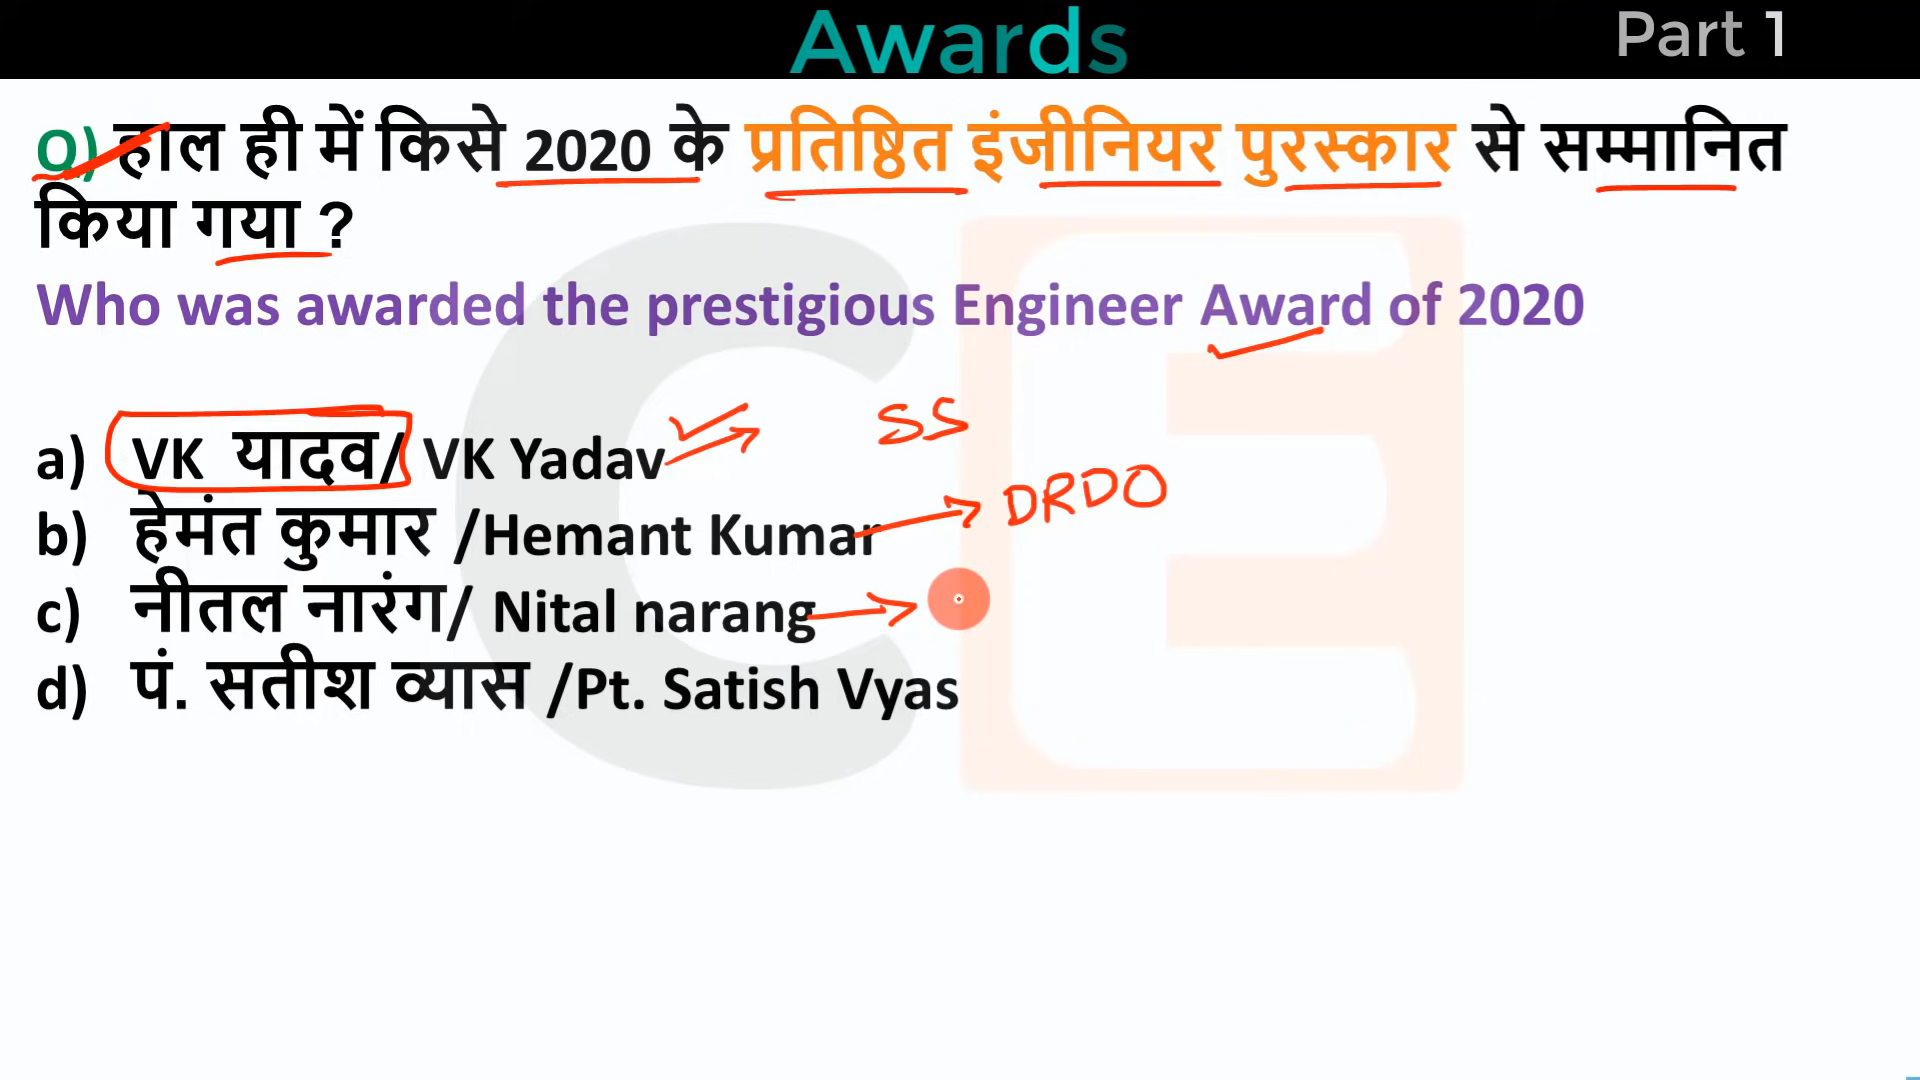 Awards
Part 1
Q) हाल ही में किसे 2020 के प्रतिष्ठित इंजीनियर पुरस्कार से सम्मानित
किया गया ?
Who was awarded the prestigious Engineer Award of 2020
a) VK यादव/ VK Yadav
SS
b) हेमंत कुमार /Hemant Kumar
DRDO
c) नीतल नारंग/ Nital narang
d) पं. सतीश व्यास /Pt. Satish Vyas
CE